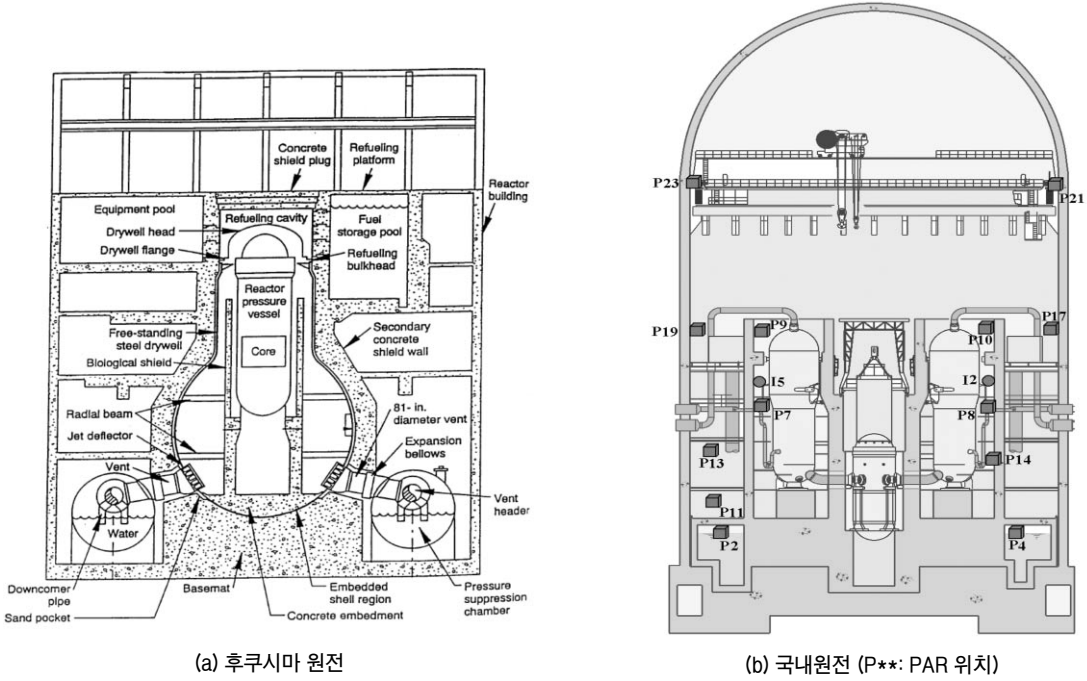 Concrete
shield plug
Refueling
platform
Reactor
building
Equipment pool
Refueling cavity
Drywell head
Fuel
storage pool
Drywell flange
Refueling
bulkhead
Reactor
pressure
vessel
Free-standing
steel drywell
Core
Secondary
concrete
shield wall
Biological shield
Radial beam
81- in.
diameter vent
Jet deflector
Expansion
bellows
Vent
Vent
header
Water
Downcomer
pipe
Basemat
Embedded
shell region
Pressure
suppression
chamber
Sand pocket
Concrete embedment
(a) 후쿠시마 원전
P23
P21
P19
P9
P10
P17
I5
I2
P7
P8
P13
P14
P11
P2
P4
(b) 국내원전 (P**: PAR 위치)